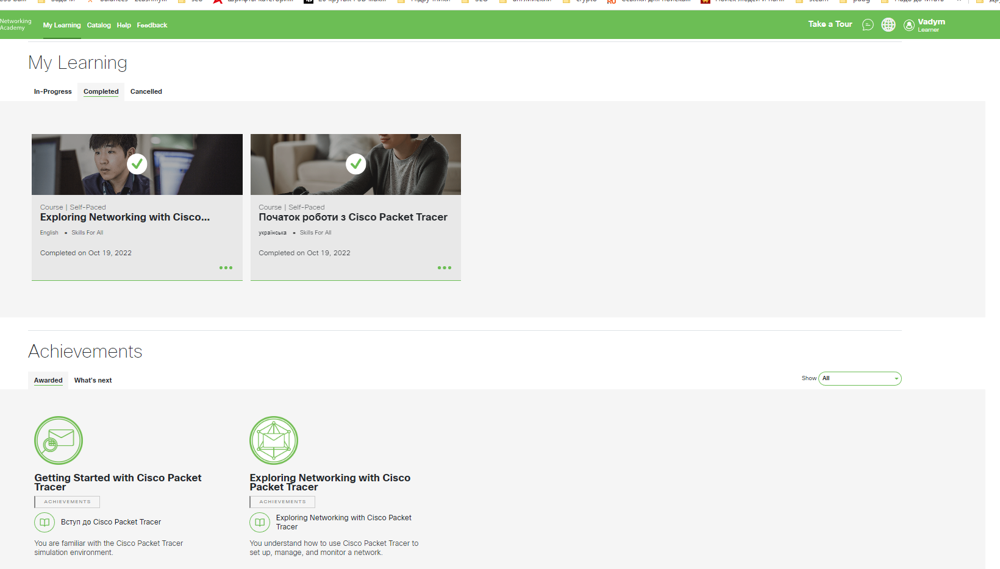 Networking
Academy
My Learning
Catalog
Help
Feedback
Take a Tour
Vadym
Learner
My Learning
In-Progress
Completed
Cancelled
Course | Self-Paced
Exploring Networking with Cisco...
English • Skills For All
Completed on Oct 19, 2022
Course | Self-Paced
Початок роботи з Cisco Packet Tracer
українська • Skills For All
Completed on Oct 19, 2022
Achievements
Awarded
What's next
Show
All
Getting Started with Cisco Packet
Tracer
ACHIEVEMENTS
Вступ до Cisco Packet Tracer
You are familiar with the Cisco Packet Tracer
simulation environment.
Exploring Networking with Cisco
Packet Tracer
ACHIEVEMENTS
Exploring Networking with Cisco Packet
Tracer
You understand how to use Cisco Packet Tracer to
set up, manage, and monitor a network.